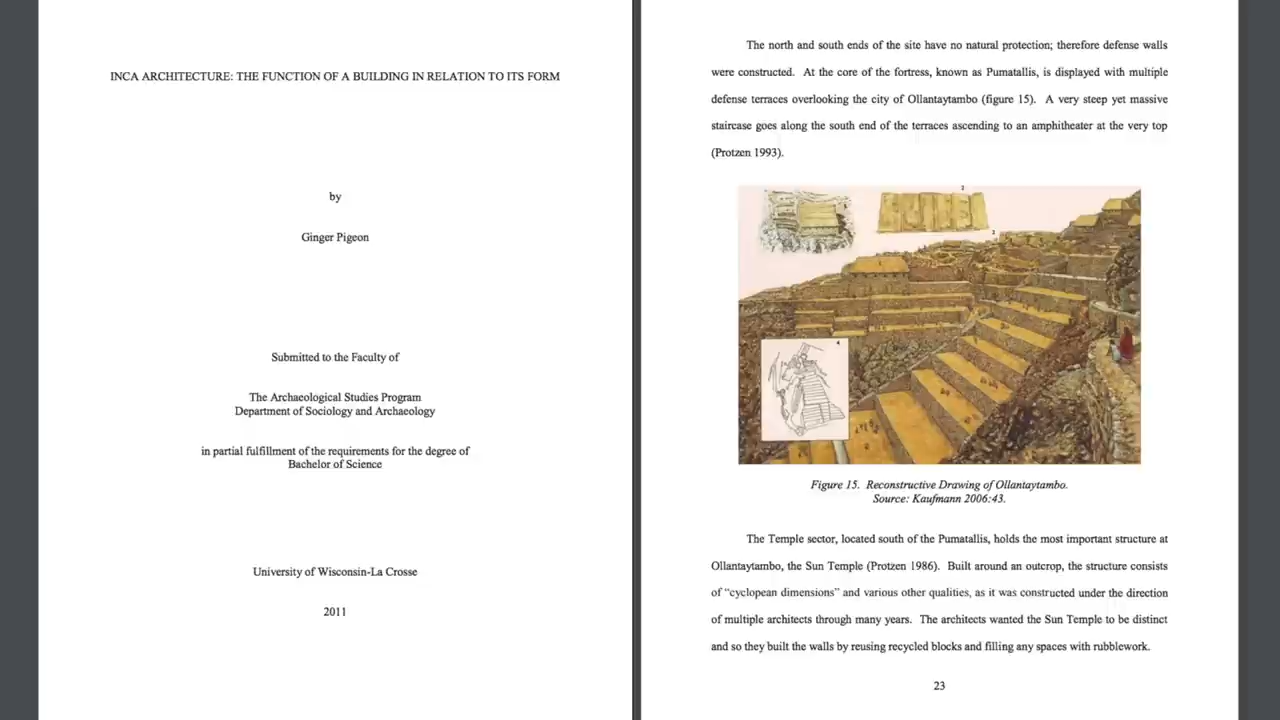 INCA ARCHITECTURE: THE FUNCTION OF A BUILDING IN RELATION TO ITS FORM
by
Ginger Pigeon
Submitted to the Faculty of
The Archaeological Studies Program
Department of Sociology and Archaeology
in partial fulfillment of the requirements for the degree of
Bachelor of Science
University of Wisconsin-La Crosse
2011
The north and south ends of the site have no natural protection; therefore defense walls
were constructed. At the core of the fortress, known as Pumatallis, is displayed with multiple
defense terraces overlooking the city of Ollantaytambo (figure 15). A very steep yet massive
staircase goes along the south end of the terraces ascending to an amphitheater at the very top
(Protzen 1993).
Figure 15. Reconstructive Drawing of Ollantaytambo.
Source: Kaufmann 2006:43.
The Temple sector, located south of the Pumatallis, holds the most important structure at
Ollantaytambo, the Sun Temple (Protzen 1986). Built around an outcrop, the structure consists
of “cyclopean dimensions” and various other qualities, as it was constructed under the direction
of multiple architects through many years. The architects wanted the Sun Temple to be distinct
and so they built the walls by reusing recycled blocks and filling any spaces with rubblework.
23